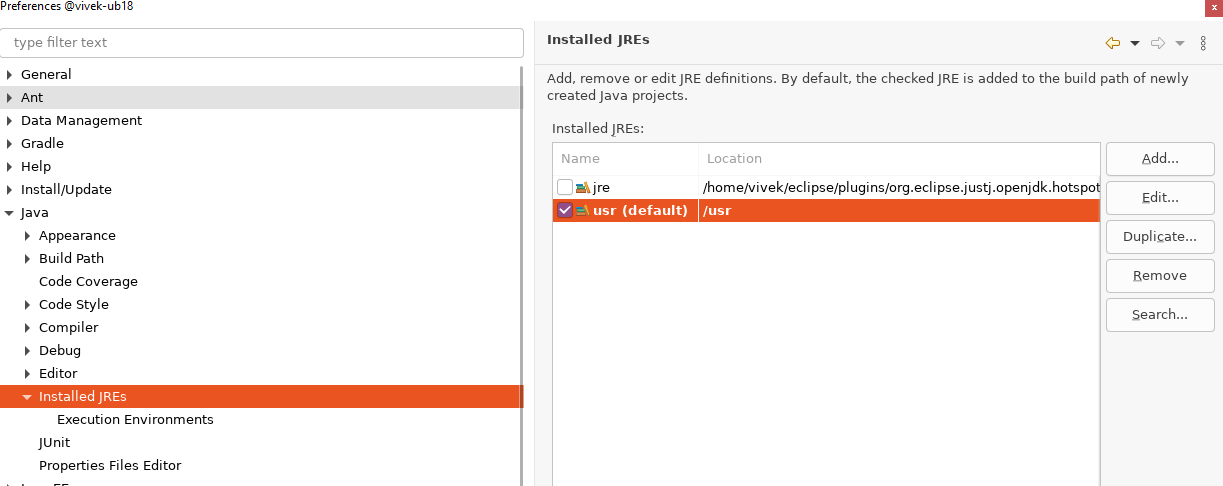 Preferences @vivek-ub18
x
type filter text
General
Ant
Data Management
Gradle
Help
Install/Update
Java
Appearance
Build Path
Code Coverage
Code Style
Compiler
Debug
Editor
Installed JREs
Execution Environments
JUnit
Properties Files Editor
Installed JREs
Add, remove or edit JRE definitions. By default, the checked JRE is added to the build path of newly
created Java projects.
Installed JREs:
Name Location
jre /home/vivek/eclipse/plugins/org.eclipse.justj.openjdk.hotspot
usr (default) /usr
Add...
Edit...
Duplicate...
Remove
Search...